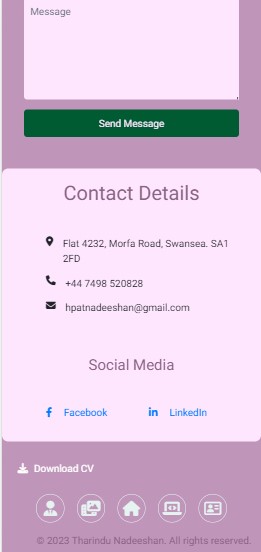 Message
Send Message
Contact Details
Flat 4232, Morfa Road, Swansea. SA1
2FD
+44 7498 520828
hpatnadeeshan@gmail.com
Social Media
Facebook
LinkedIn
Download CV
© 2023 Tharindu Nadeeshan. All rights reserved.